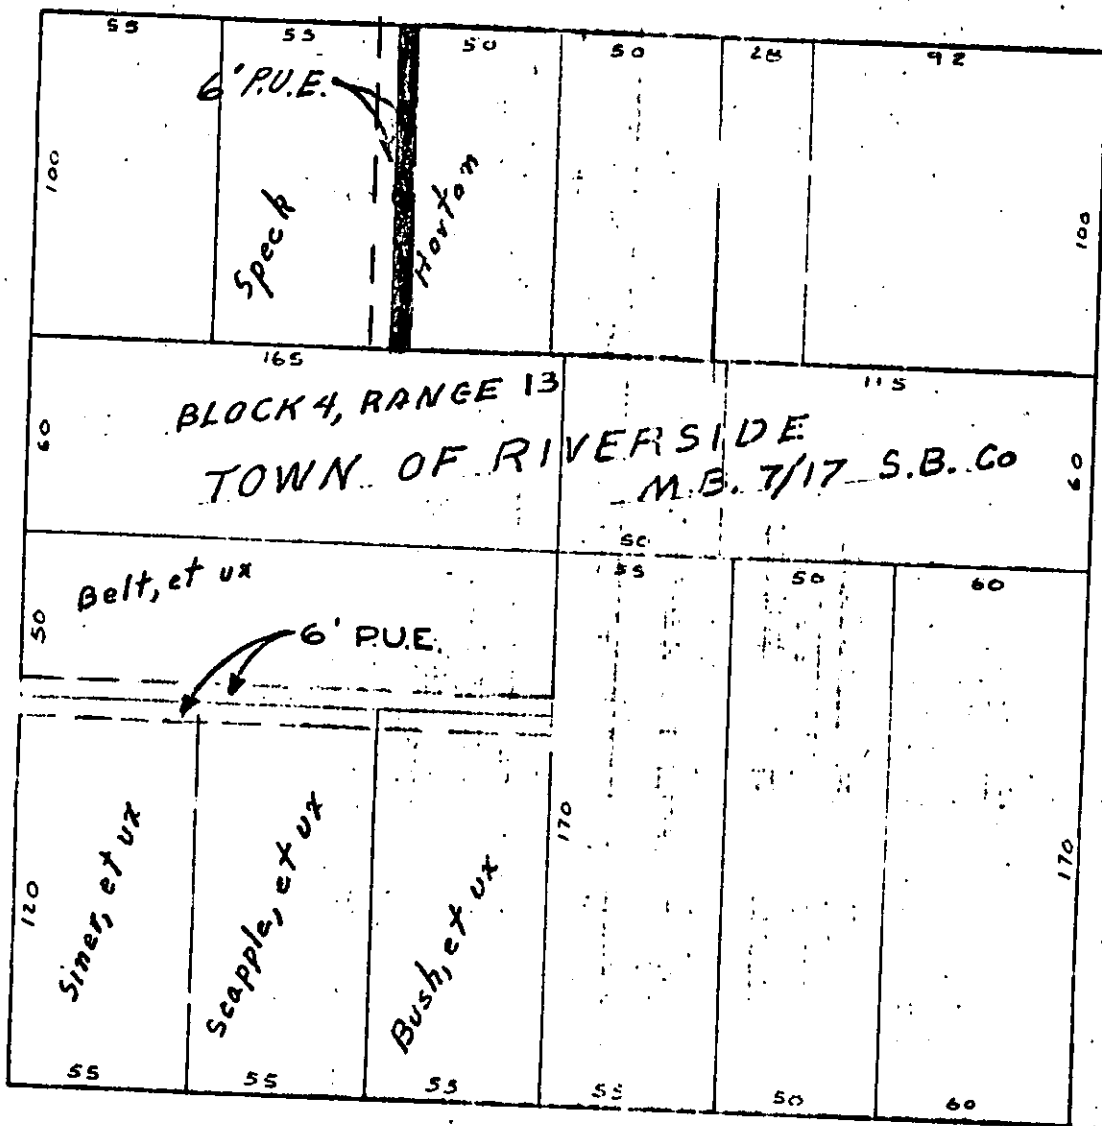 55 55 50 50 28 92
6' P.U.E.
100
Speck
Horton
100
165
115
BLOCK 4, RANGE 13
TOWN OF RIVERSIDE
M.B. 7/17 S.B. Co
60
60
50
55 50 60
Belt, et ux
50
6' P.U.E.
170
170
120
Siner, et ux
Scapple, et ux
Bush, et ux
55 55 55 55 50 60